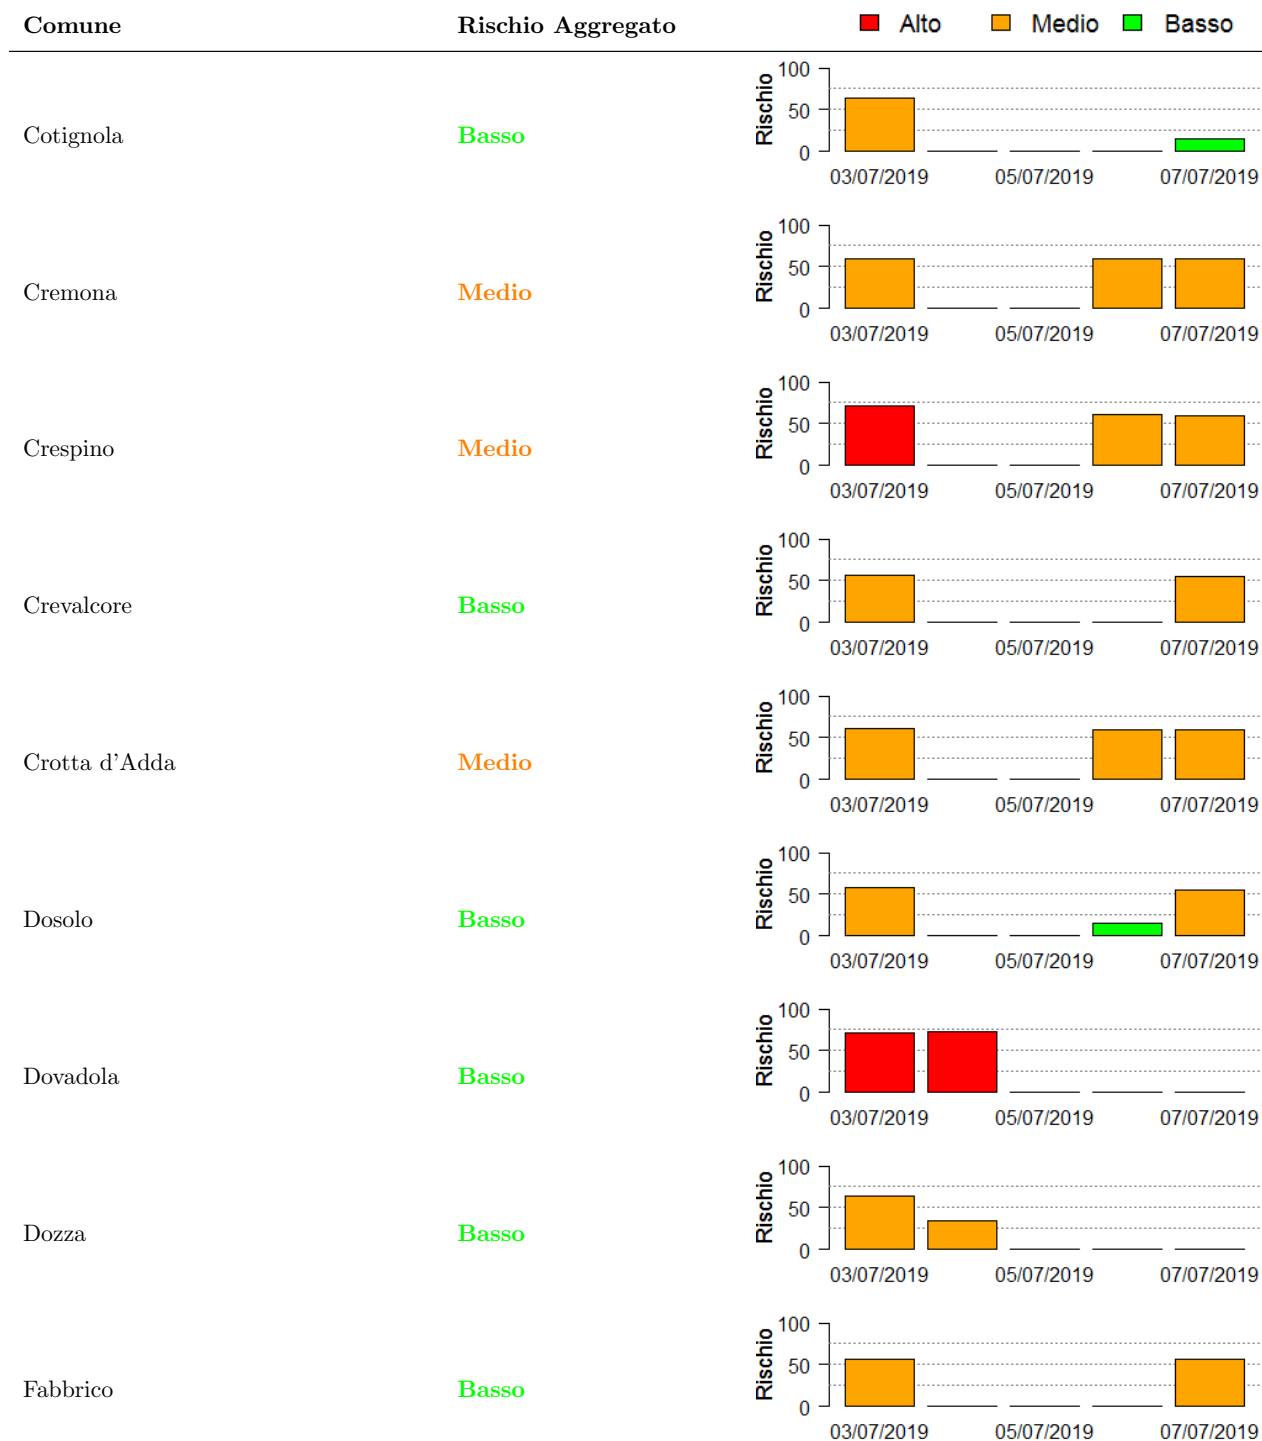 Comune Rischio Aggregato Alto Medio Basso
100
50
0
Rischio
Cotignola Basso
03/07/2019 05/07/2019 07/07/2019
100
50
0
Rischio
Cremona Medio
03/07/2019 05/07/2019 07/07/2019
100
50
0
Rischio
Crespino Medio
03/07/2019 05/07/2019 07/07/2019
100
50
0
Rischio
Crevalcore Basso
03/07/2019 05/07/2019 07/07/2019
100
50
0
Rischio
Crotta d'Adda Medio
03/07/2019 05/07/2019 07/07/2019
100
50
0
Rischio
Dosolo Basso
03/07/2019 05/07/2019 07/07/2019
100
50
0
Rischio
Dovadola Basso
03/07/2019 05/07/2019 07/07/2019
100
50
0
Rischio
Dozza Basso
03/07/2019 05/07/2019 07/07/2019
100
50
0
Rischio
Fabbrico Basso
03/07/2019 05/07/2019 07/07/2019